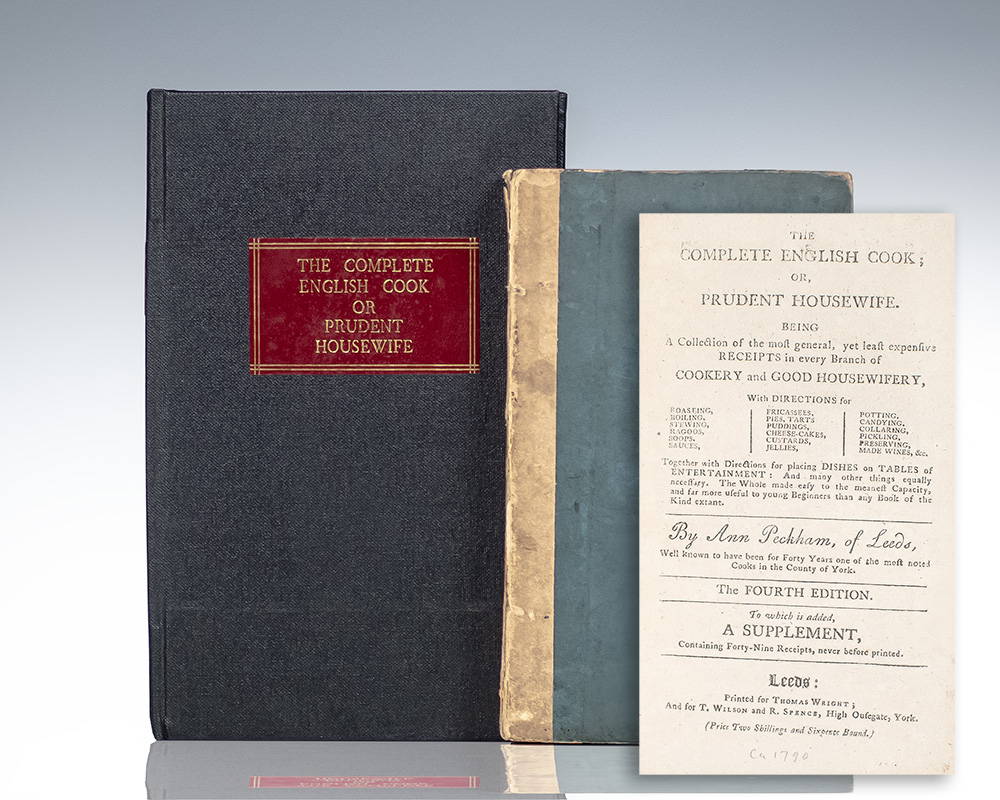 THE COMPLETE
ENGLISH COOK
OR
PRUDENT
HOUSEWIFE
THE
COMPLETE ENGLISH COOK;
OR,
PRUDENT HOUSEWIFE.
BEING
A Collection of the moſt general, yet leaſt expenſive
RECEIPTS in every Branch of
COOKERY and GOOD HOUSEWIFERY,
With DIRECTIONS for
ROASTING,
BOILING,
STEWING,
RAGOOS,
SOOPS,
SAUCES,
FRICASSEES,
PIES, TARTS
PUDDINGS,
CHEESE-CAKES,
CUSTARDS,
JELLIES,
POTTING,
CANDYING,
COLLARING,
PICKLING,
PRESERVING,
MADE WINES, &c.
Together with Directions for placing DISHES on TABLES of
ENTERTAINMENT: And many other things equally
neceſſary. The Whole made eaſy to the meaneſt Capacity,
and far more uſeful to young Beginners than any Book of the
Kind extant.
By Ann Peckham, of Leeds,
Well known to have been for Forty Years one of the moſt noted
Cooks in the County of York.
The FOURTH EDITION.
To which is added,
A SUPPLEMENT,
Containing Forty-Nine Receipts, never before printed.
Leeds:
Printed for THOMAS WRIGHT;
And for T. WILSON and R. SPENCE, High Ouſegate, York.
(Price Two Shillings and Sixpence Bound.)
Ca 1790